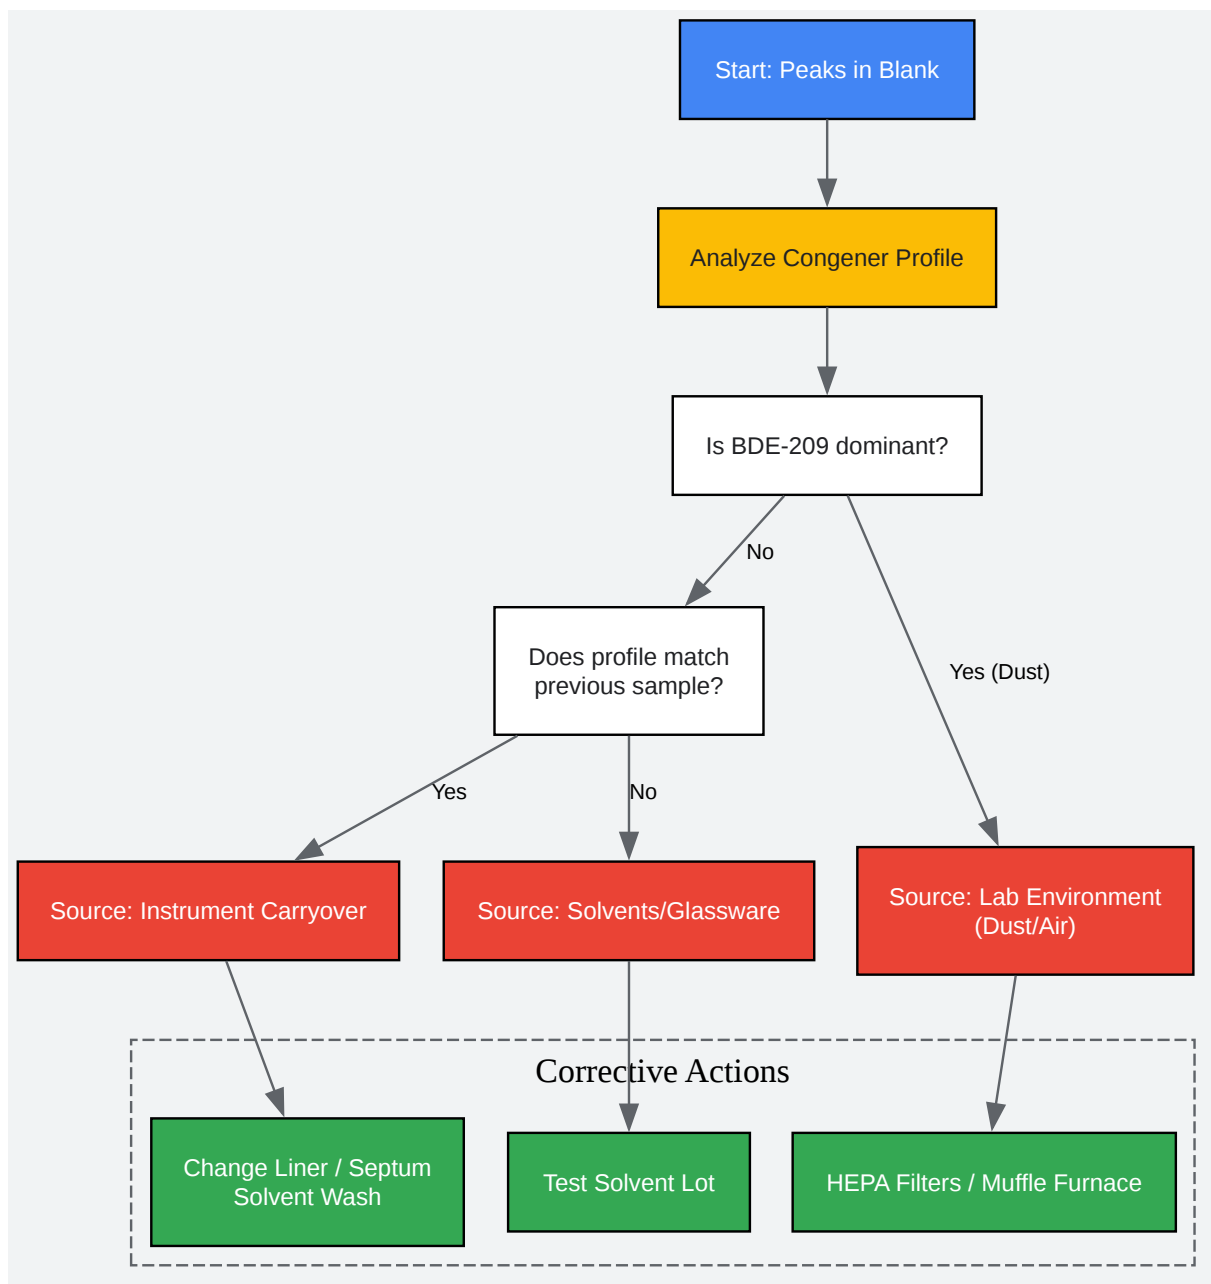 Start: Peaks in Blank
Analyze Congener Profile
Is BDE-209 dominant?
No
Does profile match
previous sample?
Yes (Dust)
Yes
No
Source: Instrument Carryover
Source: Solvents/Glassware
Source: Lab Environment
(Dust/Air)
Corrective Actions
Change Liner / Septum
Solvent Wash
Test Solvent Lot
HEPA Filters / Muffle Furnace